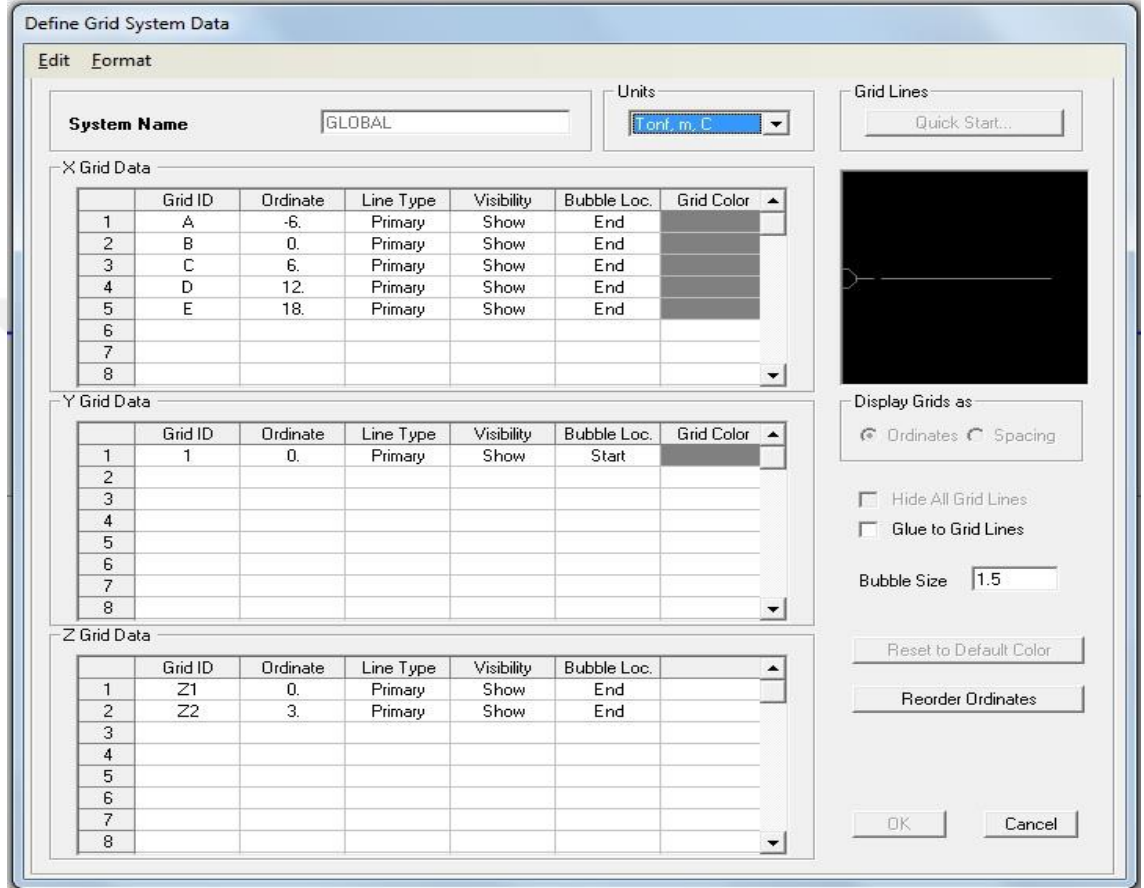 Define Grid System Data
Edit Format
System Name GLOBAL
Units
Tonf, m, C
Grid Lines
Quick Start...
X Grid Data
Grid ID Ordinate Line Type Visibility Bubble Loc. Grid Color
1 A -6. Primary Show End
2 B 0. Primary Show End
3 C 6. Primary Show End
4 D 12. Primary Show End
5 E 18. Primary Show End
6
7
8
Y Grid Data
Grid ID Ordinate Line Type Visibility Bubble Loc. Grid Color
1 1 0. Primary Show Start
2
3
4
5
6
7
8
Display Grids as
Ordinates Spacing
Hide All Grid Lines
Glue to Grid Lines
Bubble Size 1.5
Z Grid Data
Grid ID Ordinate Line Type Visibility Bubble Loc.
1 Z1 0. Primary Show End
2 Z2 3. Primary Show End
3
4
5
6
7
8
Reset to Default Color
Reorder Ordinates
OK Cancel